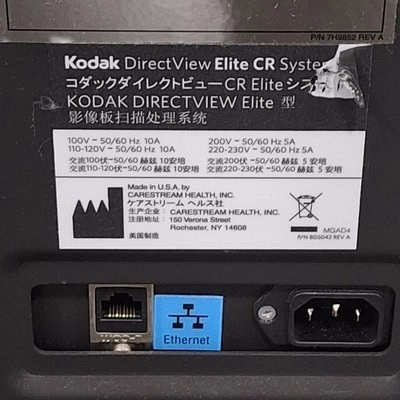 P/N 7H9852 REV A
Kodak DirectView Elite CR System
コダックダイレクトビューCR Eliteシス
KODAK DIRECTVIEW Elite 型
影像板扫描处理系统
100V ~ 50/60 Hz 10A 200V ~ 50/60 Hz 5A
110-120V ~ 50/60 Hz 10A 220-230V ~ 50/60 Hz 5A
交流100伏~50/60 赫兹 10安培 交流200伏 ~ 50/60 赫兹 5 安培
交流110-120伏~50/60 赫兹 10安培 交流220-230伏 ~ 50/60 赫兹 5 安培
Made in U.S.A. by
CARESTREAM HEALTH, INC.
ケアストリーム ヘルス社
生产企业: CARESTREAM HEALTH, INC.
注册地址: 150 Verona Street
Rochester, NY 14608
美国制造
MGAD4
P/N 8G5043 REV A
Ethernet